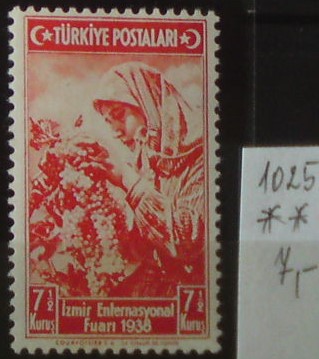 TÜRKİYE POSTALARI
7½ Kuruş
İzmir Enternasyonal
Fuarı 1938
7½ Kuruş
1025
**
7,-